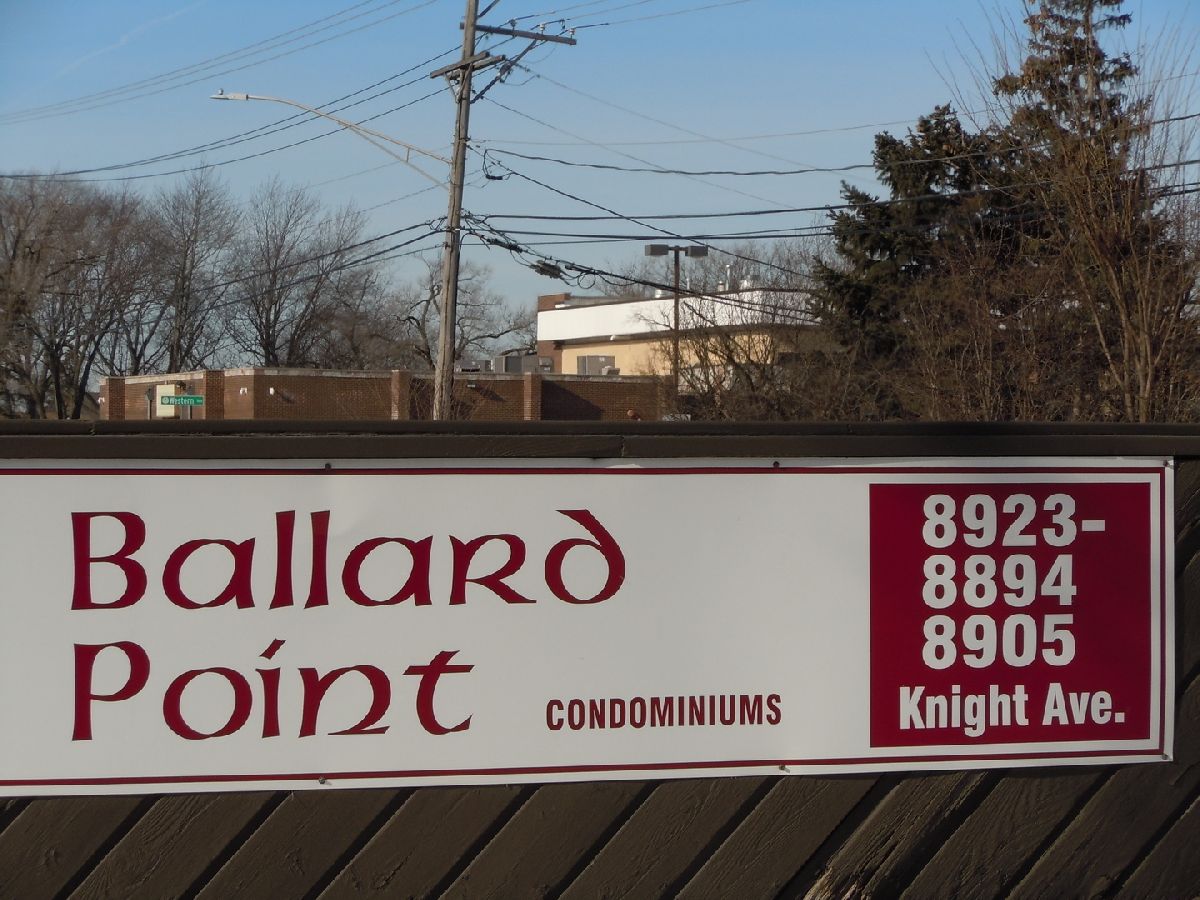 Western
Ballard
Point
CONDOMINIUMS
8923-
8894
8905
Knight Ave.